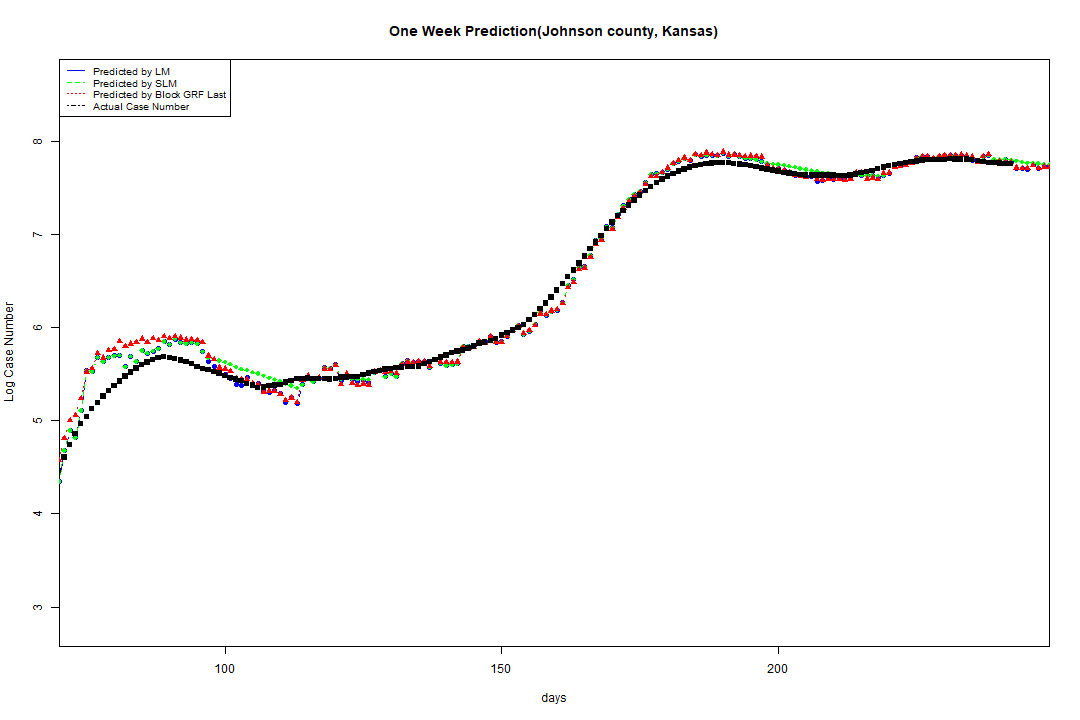 One Week Prediction(Johnson county, Kansas)
Predicted by LM
Predicted by SLM
Predicted by Block GRF Last
Actual Case Number
8
7
6
5
4
3
Log Case Number
100 150 200
days